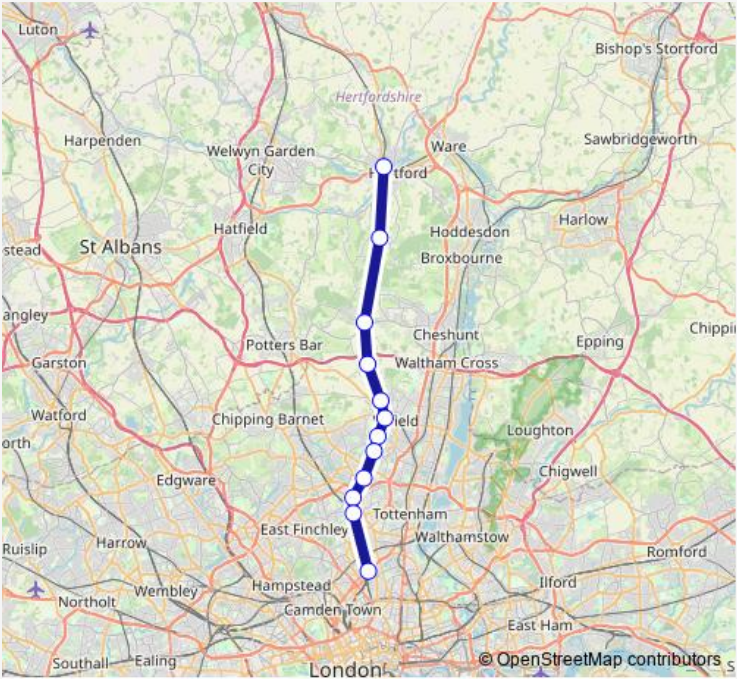 Luton
Bishop's Stortford
Hertfordshire
Harpenden
Ware
Sawbridgeworth
Welwyn Garden
City
Hertford
Harlow
Hatfield
Hoddesdon
St Albans
stead
Broxbourne
angley
Potters Bar
Cheshunt
Epping
Chippi
Garston
Waltham Cross
Watford
Chipping Barnet
field
Loughton
orth
Chigwell
Edgware
Tottenham
East Finchley
Walthamstow
Ruislip
Harrow
Romford
Hampstead
Ilford
Wembley
Northolt
Camden Town
East Ham
Southall
Ealing
London
© OpenStreetMap contributors
S